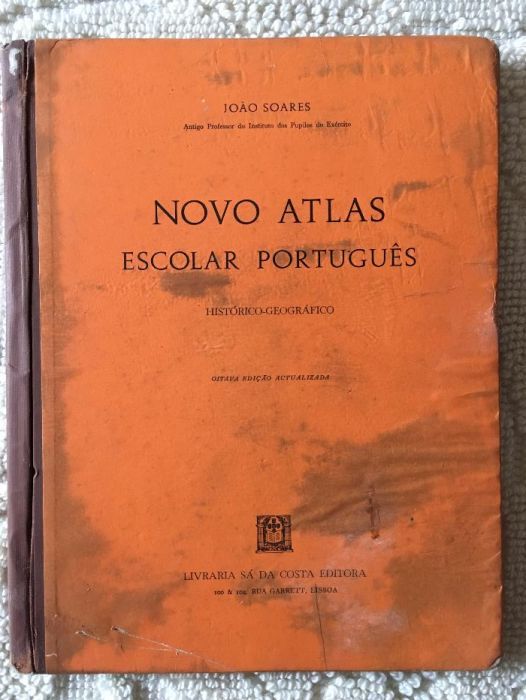 JOÃO SOARES
Antigo Professor do Instituto dos Pupilos do Exército
NOVO ATLAS
ESCOLAR PORTUGUÊS
HISTÓRICO-GEOGRÁFICO
OITAVA EDIÇÃO ACTUALIZADA
LIVRARIA SÁ DA COSTA EDITORA
100 & 102, RUA GARRETT, LISBOA